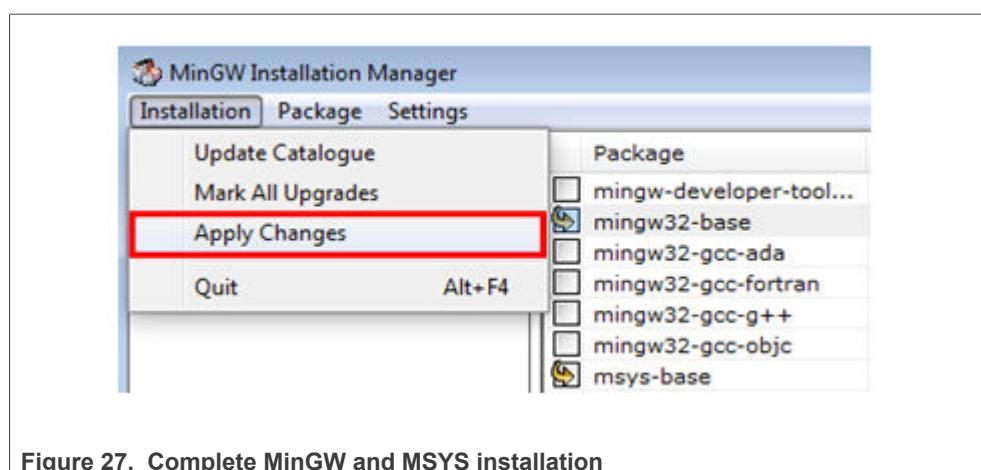 MinGW Installation Manager
Installation Package Settings
Update Catalogue
Mark All Upgrades
Apply Changes
Quit Alt+F4
Package
mingw-developer-tool...
mingw32-base
mingw32-gcc-ada
mingw32-gcc-fortran
mingw32-gcc-g++
mingw32-gcc-objc
msys-base
Figure 27. Complete MinGW and MSYS installation